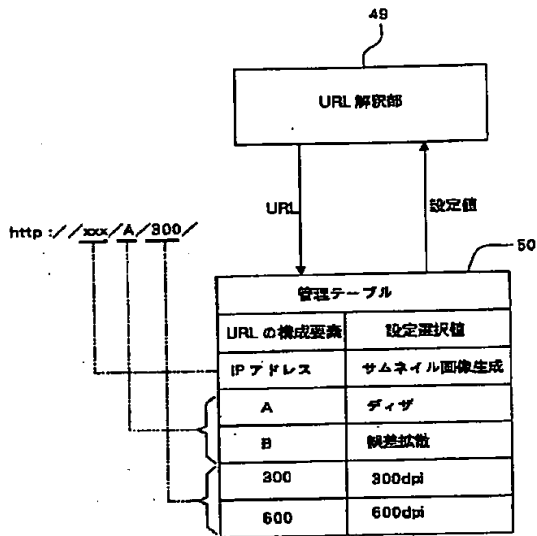 49
URL 解釈部
URL
設定値
http://xxx/A/300/
50
管理テーブル
URL の構成要素
設定選択値
IP アドレス
サムネイル画像生成
A
ディザ
B
誤差拡散
300
300dpi
600
600dpi